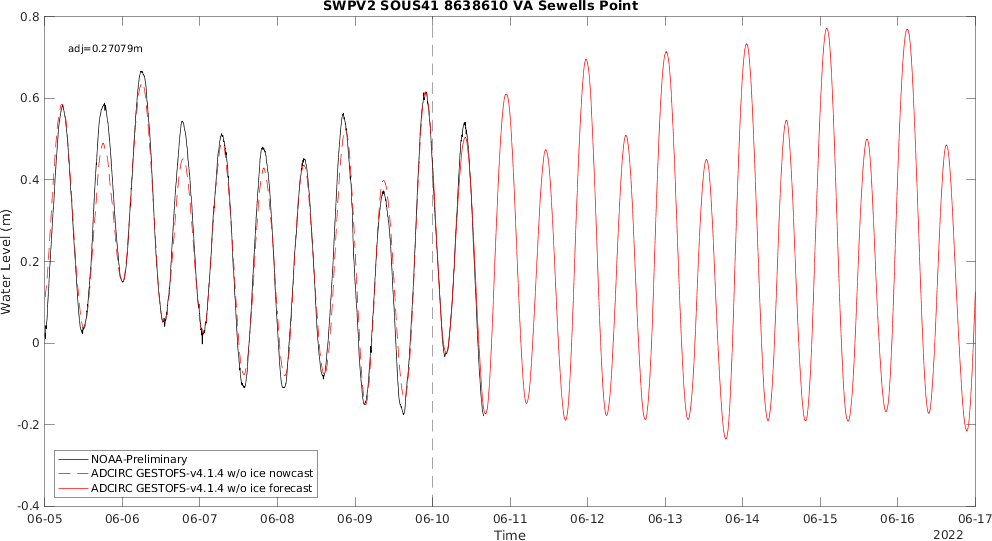 SWPV2 SOUS41 8638610 VA Sewells Point
adj=0.27079m
Water Level (m)
0.8
0.6
0.4
0.2
0
-0.2
-0.4
NOAA-Preliminary
ADCIRC GESTOFS-v4.1.4 w/o ice nowcast
ADCIRC GESTOFS-v4.1.4 w/o ice forecast
06-05 06-06 06-07 06-08 06-09 06-10 06-11 06-12 06-13 06-14 06-15 06-16 06-17
Time
2022